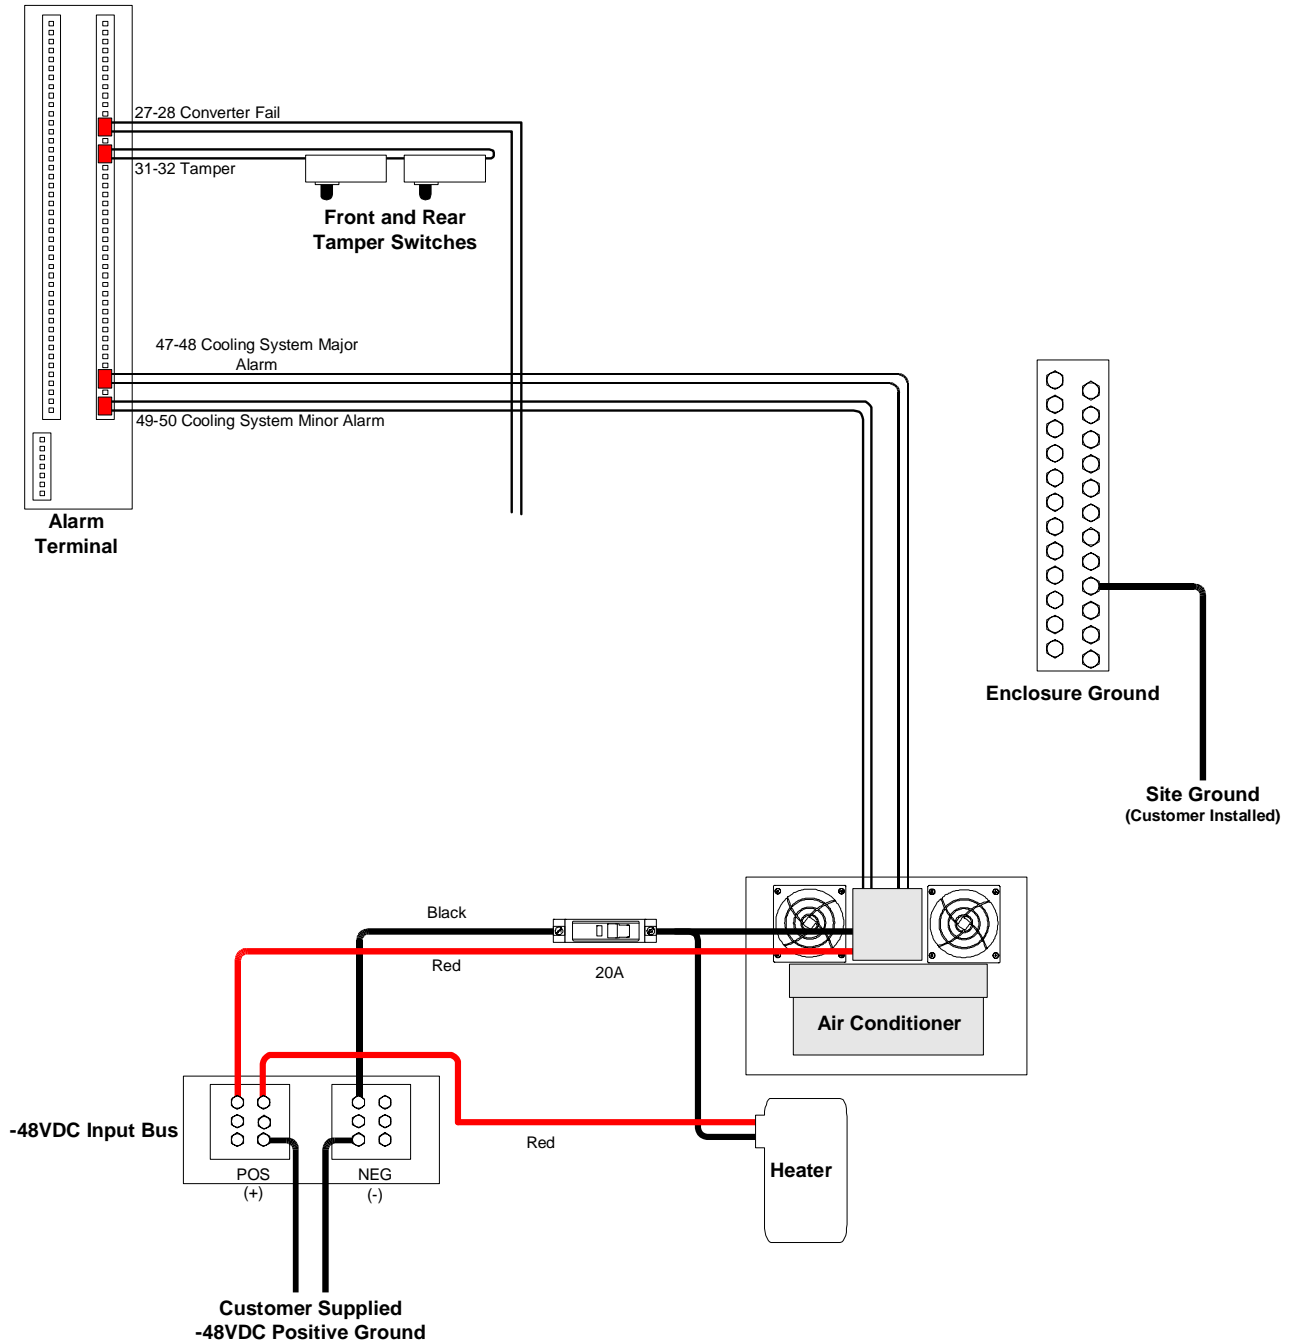 27-28 Converter Fail
31-32 Tamper
Front and Rear
Tamper Switches
47-48 Cooling System Major
Alarm
49-50 Cooling System Minor Alarm
Alarm
Terminal
Enclosure Ground
Site Ground
(Customer Installed)
Black
Red
20A
Air Conditioner
-48VDC Input Bus
POS
(+)
NEG
(-)
Red
Heater
Customer Supplied
-48VDC Positive Ground